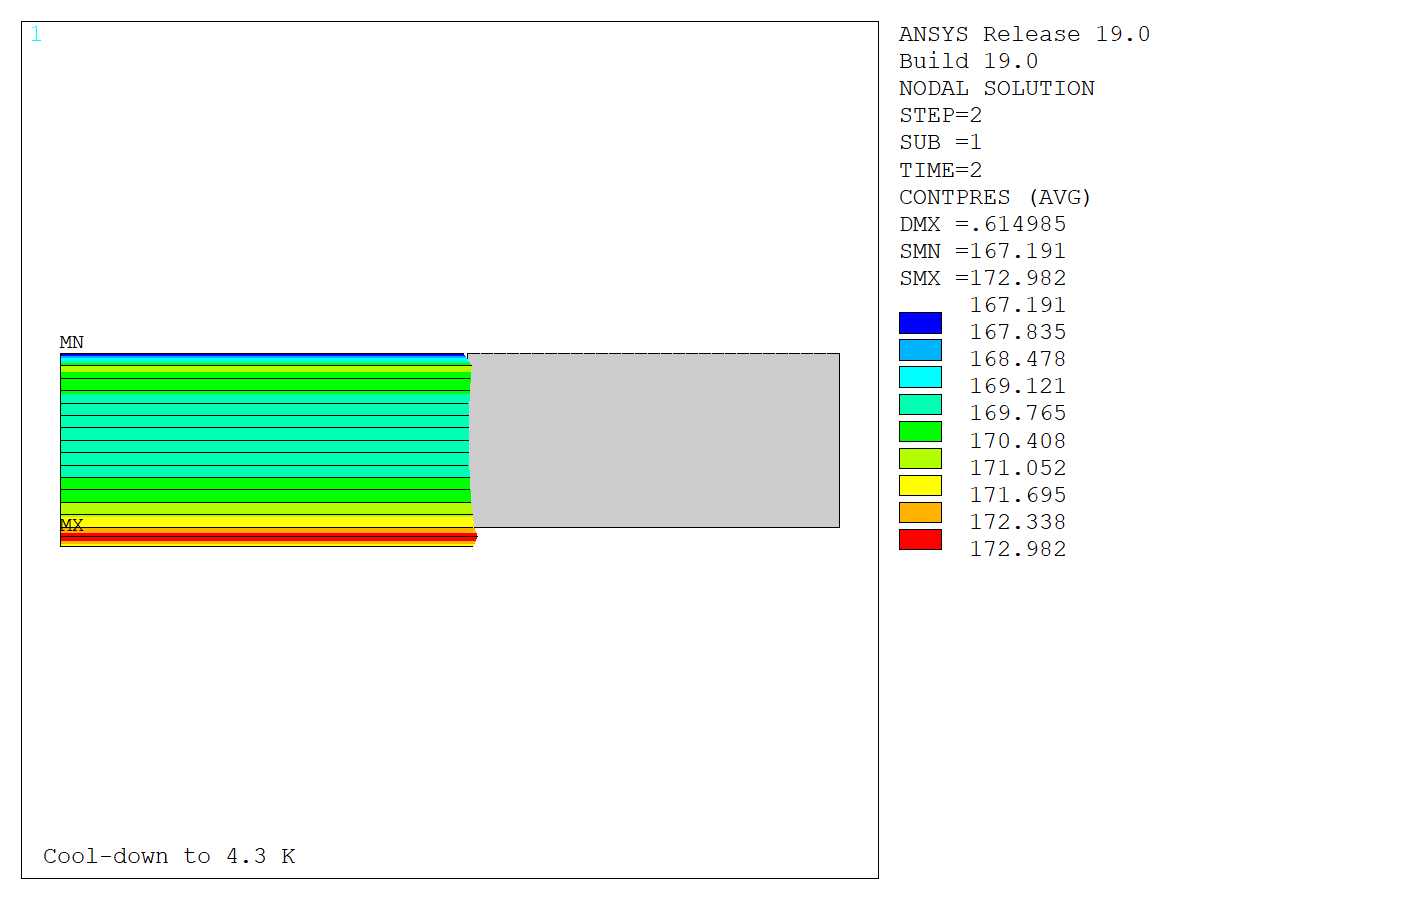 1
ANSYS Release 19.0
Build 19.0
NODAL SOLUTION
STEP=2
SUB =1
TIME=2
CONTPRES (AVG)
DMX =.614985
SMN =167.191
SMX =172.982
167.191
167.835
168.478
169.121
169.765
170.408
171.052
171.695
172.338
172.982
MN
MX
Cool-down to 4.3 K